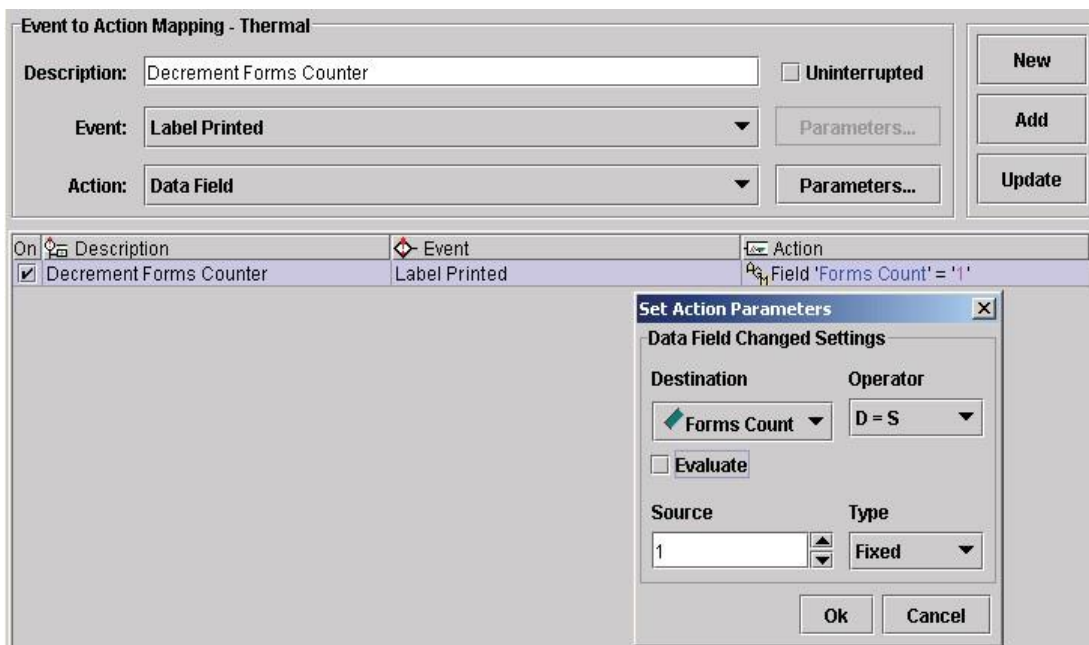 Event to Action Mapping - Thermal
Description: Decrement Forms Counter Uninterrupted
Event: Label Printed Parameters...
Action: Data Field Parameters...
New
Add
Update
On Description Event Action
Decrement Forms Counter Label Printed Field 'Forms Count' = '1'
Set Action Parameters
Data Field Changed Settings
Destination Operator
Forms Count D = S
Evaluate
Source Type
1 Fixed
Ok Cancel